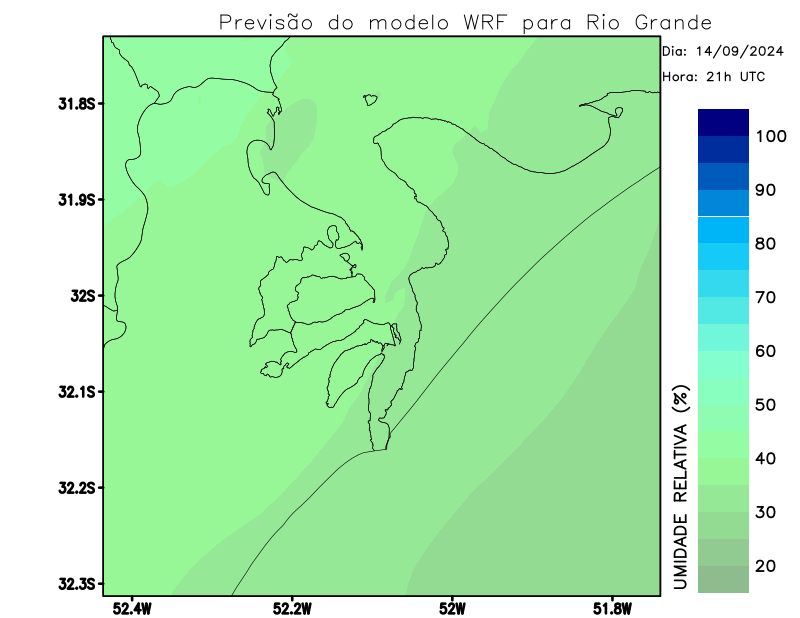 Previsão do modelo WRF para Rio Grande
Dia: 14/09/2024
Hora: 21h UTC
31.8S
31.9S
32S
32.1S
32.2S
32.3S
52.4W
52.2W
52W
51.8W
100
90
80
70
60
50
40
30
20
UMIDADE RELATIVA (%)